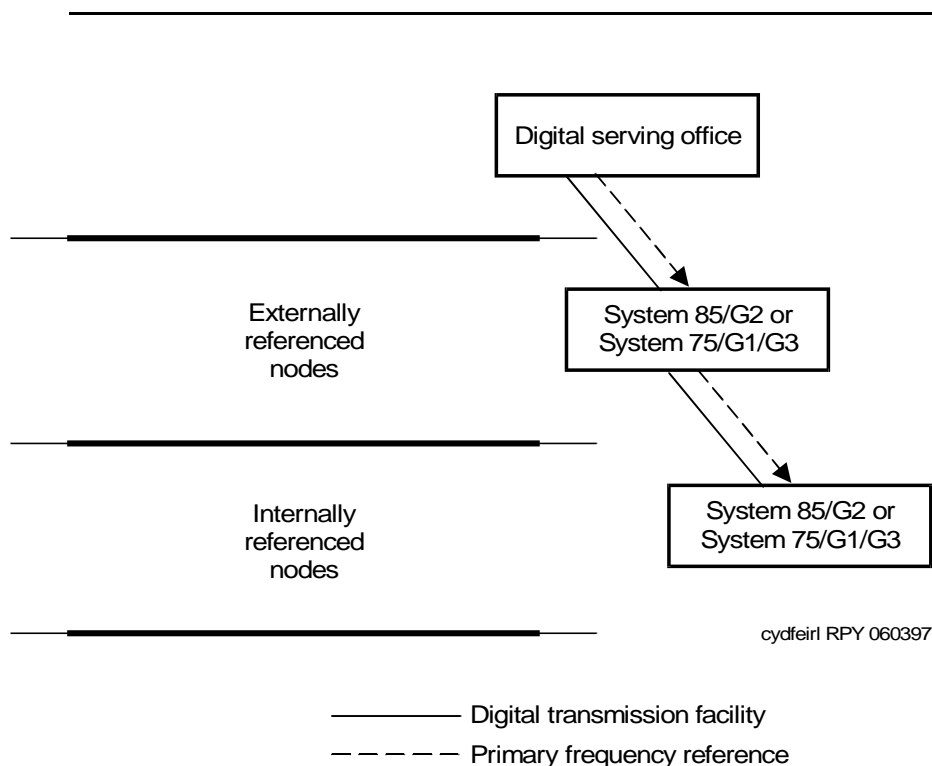 Digital serving office
Externally
referenced
nodes
System 85/G2 or
System 75/G1/G3
Internally
referenced
nodes
System 85/G2 or
System 75/G1/G3
cydfeirl RPY 060397
Digital transmission facility
Primary frequency reference